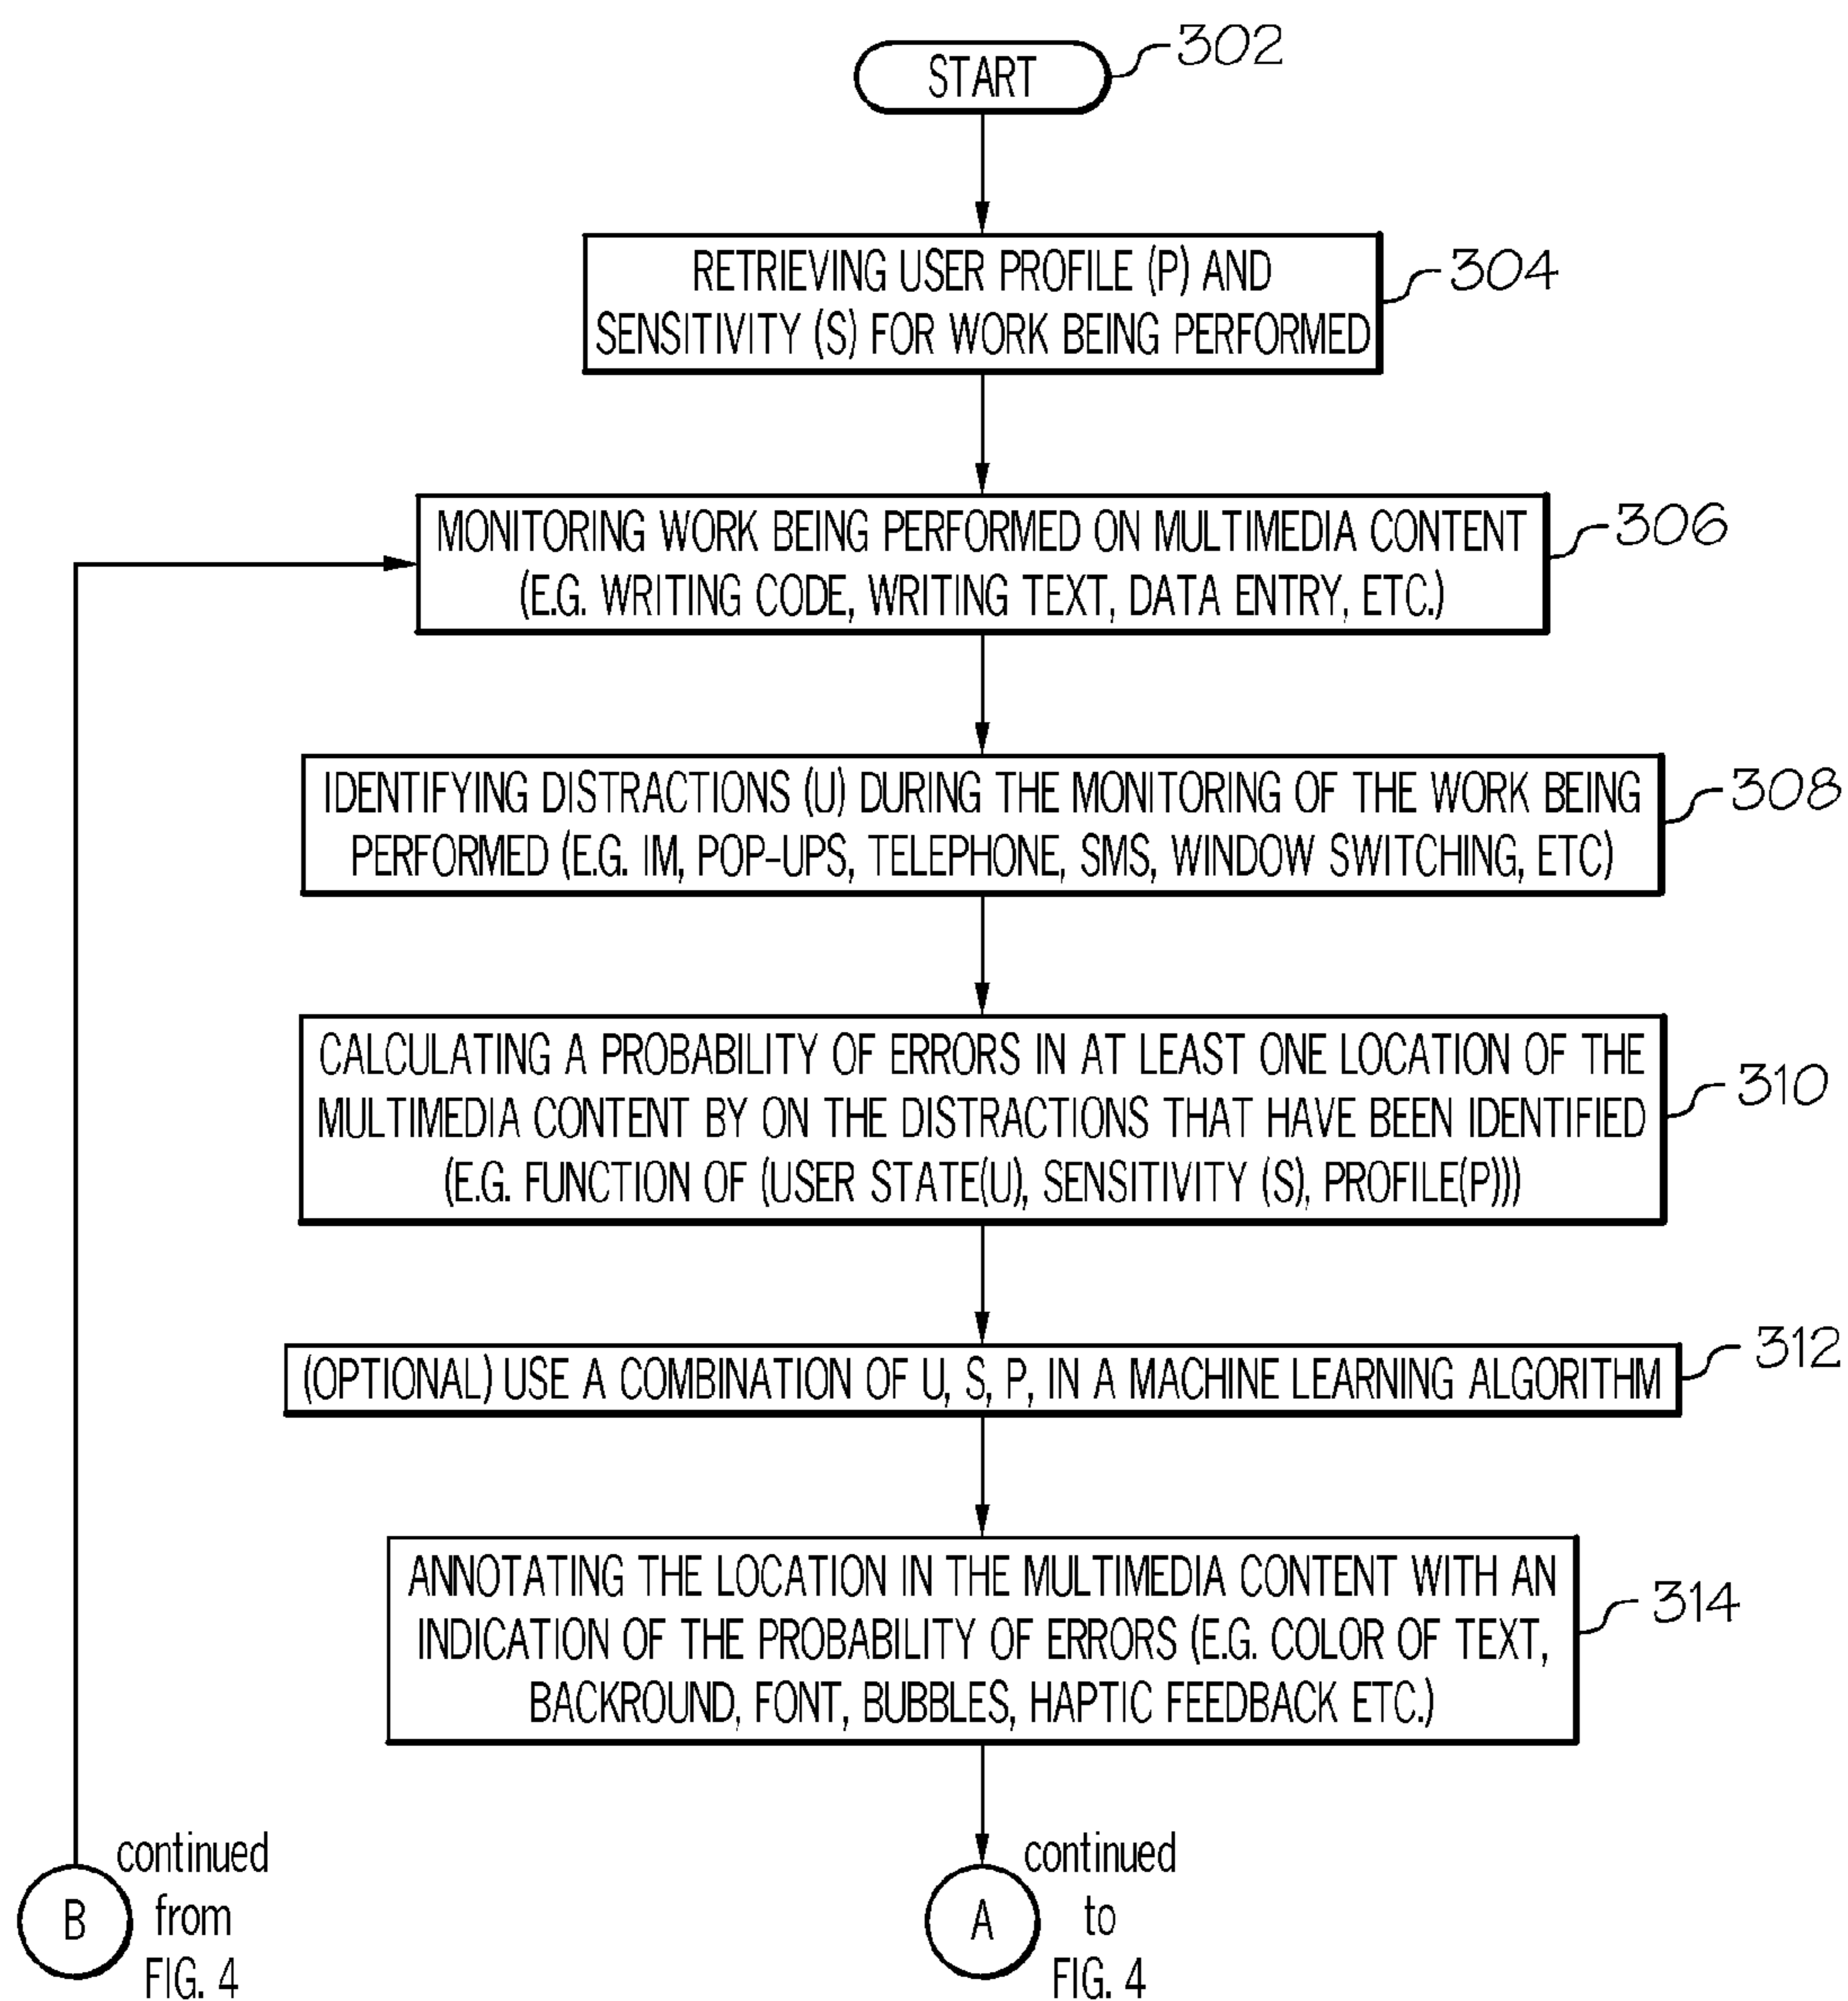 START
302
RETRIEVING USER PROFILE (P) AND
SENSITIVITY (S) FOR WORK BEING PERFORMED
304
MONITORING WORK BEING PERFORMED ON MULTIMEDIA CONTENT
(E.G. WRITING CODE, WRITING TEXT, DATA ENTRY, ETC.)
306
IDENTIFYING DISTRACTIONS (U) DURING THE MONITORING OF THE WORK BEING
PERFORMED (E.G. IM, POP-UPS, TELEPHONE, SMS, WINDOW SWITCHING, ETC)
308
CALCULATING A PROBABILITY OF ERRORS IN AT LEAST ONE LOCATION OF THE
MULTIMEDIA CONTENT BY ON THE DISTRACTIONS THAT HAVE BEEN IDENTIFIED
(E.G. FUNCTION OF (USER STATE(U), SENSITIVITY (S), PROFILE(P)))
310
(OPTIONAL) USE A COMBINATION OF U, S, P, IN A MACHINE LEARNING ALGORITHM
312
ANNOTATING THE LOCATION IN THE MULTIMEDIA CONTENT WITH AN
INDICATION OF THE PROBABILITY OF ERRORS (E.G. COLOR OF TEXT,
BACKROUND, FONT, BUBBLES, HAPTIC FEEDBACK ETC.)
314
B
continued
from
FIG. 4
A
continued
to
FIG. 4